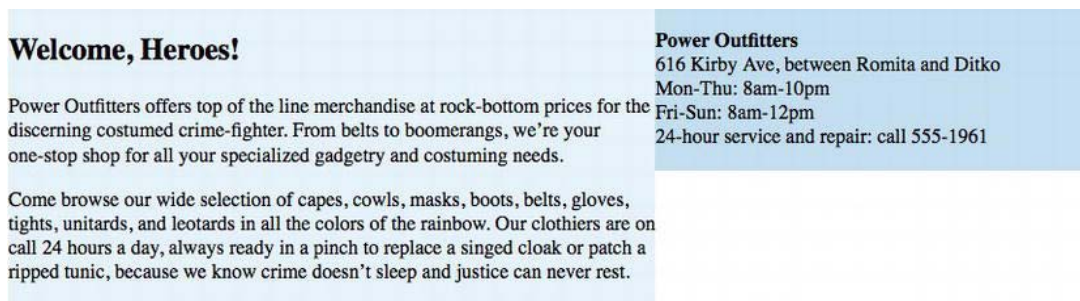 Welcome, Heroes!
Power Outfitters offers top of the line merchandise at rock-bottom prices for the
discerning costumed crime-fighter. From belts to boomerangs, we’re your
one-stop shop for all your specialized gadgetry and costuming needs.
Come browse our wide selection of capes, cowls, masks, boots, belts, gloves,
tights, unitards, and leotards in all the colors of the rainbow. Our clothiers are on
call 24 hours a day, always ready in a pinch to replace a singed cloak or patch a
ripped tunic, because we know crime doesn’t sleep and justice can never rest.
Power Outfitters
616 Kirby Ave, between Romita and Ditko
Mon-Thu: 8am-10pm
Fri-Sun: 8am-12pm
24-hour service and repair: call 555-1961